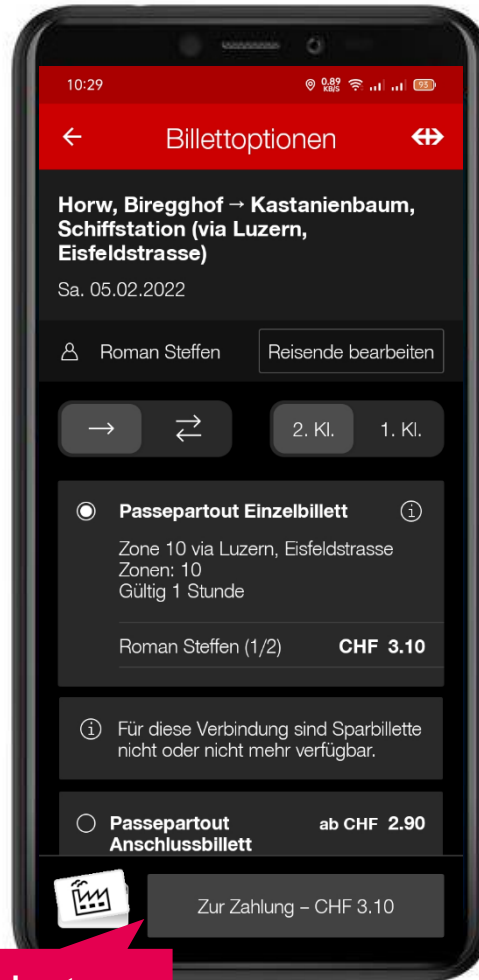 10:29
0.89 KB/S
93
Billettoptionen
Horw, Biregghof → Kastanienbaum,
Schiffstation (via Luzern,
Eisfeldstrasse)
Sa. 05.02.2022
Roman Steffen
Reisende bearbeiten
2. Kl.
1. Kl.
Passepartout Einzelbillett
Zone 10 via Luzern, Eisfeldstrasse
Zonen: 10
Gültig 1 Stunde
Roman Steffen (1/2) CHF 3.10
Für diese Verbindung sind Sparbillette
nicht oder nicht mehr verfügbar.
Passepartout ab CHF 2.90
Anschlussbillett
Zur Zahlung – CHF 3.10